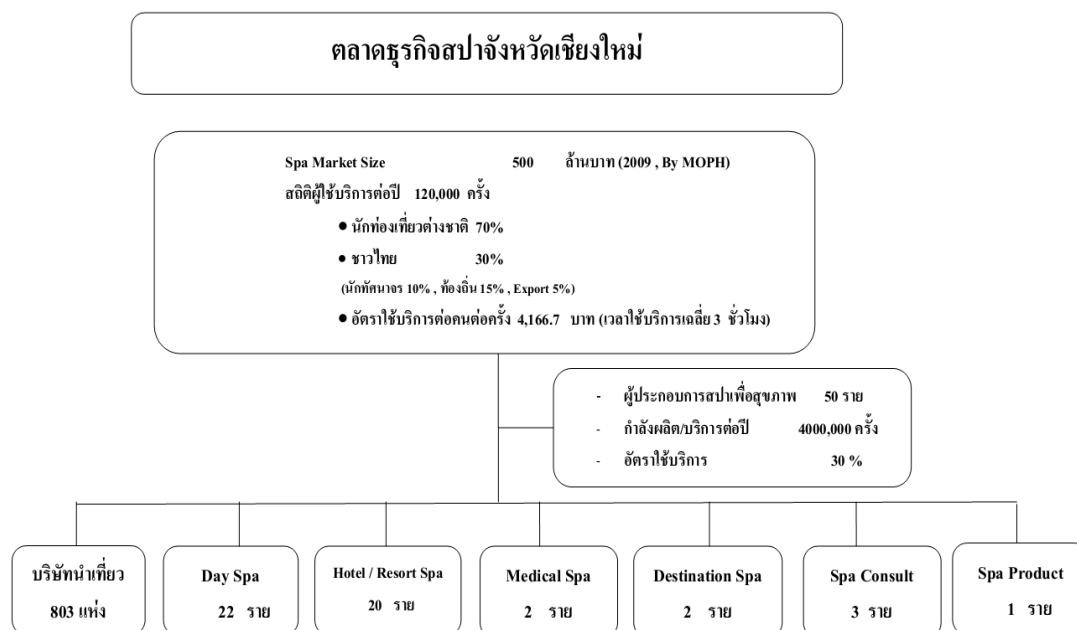 ตลาดธุรกิจสปาจังหวัดเชียงใหม่
Spa Market Size 500 ล้านบาท (2009 , By MOPH)
สถิติผู้ใช้บริการต่อปี 120,000 ครั้ง
● นักท่องเที่ยวต่างชาติ 70%
● ชาวไทย 30%
(นักทัศนาจร 10% , ท้องถิ่น 15% , Export 5%)
● อัตราใช้บริการต่อคนต่อครั้ง 4,166.7 บาท (เวลาใช้บริการเฉลี่ย 3 ชั่วโมง)
- ผู้ประกอบการสปาเพื่อสุขภาพ 50 ราย
- กำลังผลิต/บริการต่อปี 4000,000 ครั้ง
- อัตราใช้บริการ 30 %
บริษัทนำเที่ยว
803 แห่ง
Day Spa
22 ราย
Hotel / Resort Spa
20 ราย
Medical Spa
2 ราย
Destination Spa
2 ราย
Spa Consult
3 ราย
Spa Product
1 ราย